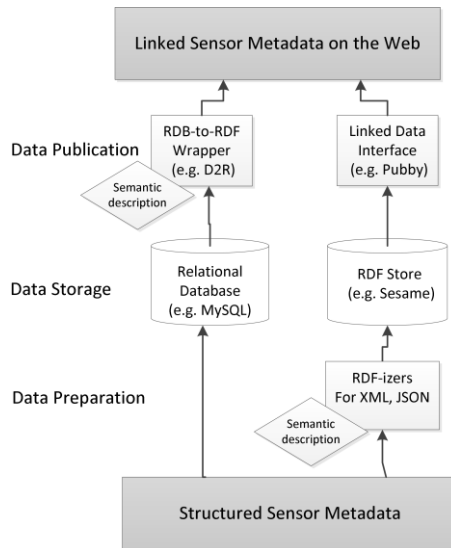 Linked Sensor Metadata on the Web
Data Publication
RDB-to-RDF
Wrapper
(e.g. D2R)
Linked Data
Interface
(e.g. Pubby)
Semantic
description
Data Storage
Relational
Database
(e.g. MySQL)
RDF Store
(e.g. Sesame)
Data Preparation
RDF-izers
For XML, JSON
Semantic
description
Structured Sensor Metadata